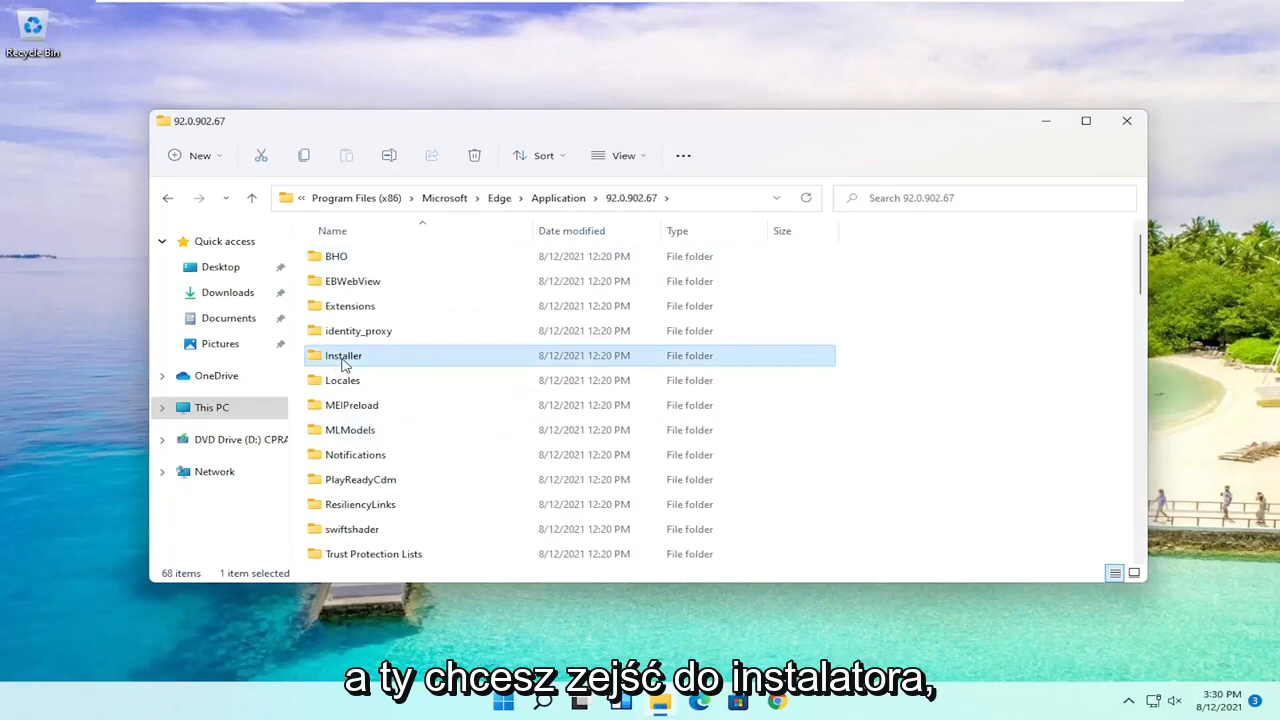 Recycle Bin
92.0.902.67
New
Sort
View
« Program Files (x86) > Microsoft > Edge > Application > 92.0.902.67 >
Search 92.0.902.67
Name Date modified Type Size
Quick access
Desktop
Downloads
Documents
Pictures
OneDrive
This PC
DVD Drive (D:) CPRA
Network
BHO 8/12/2021 12:20 PM File folder
EBWebView 8/12/2021 12:20 PM File folder
Extensions 8/12/2021 12:20 PM File folder
identity_proxy 8/12/2021 12:20 PM File folder
Installer 8/12/2021 12:20 PM File folder
Locales 8/12/2021 12:20 PM File folder
MEIPreload 8/12/2021 12:20 PM File folder
MLModels 8/12/2021 12:20 PM File folder
Notifications 8/12/2021 12:20 PM File folder
PlayReadyCdm 8/12/2021 12:20 PM File folder
ResiliencyLinks 8/12/2021 12:20 PM File folder
swiftshader 8/12/2021 12:20 PM File folder
Trust Protection Lists 8/12/2021 12:20 PM File folder
68 items 1 item selected
a ty chcesz zejść do instalatora,
3:30 PM
8/12/2021
3